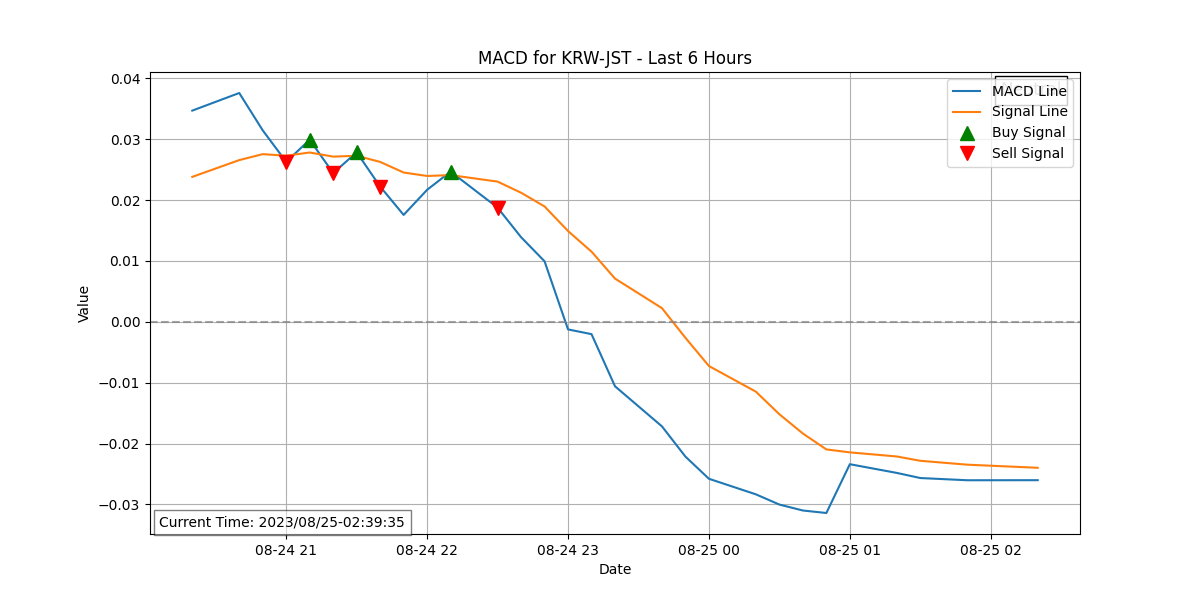 MACD for KRW-JST - Last 6 Hours
MACD Line
Signal Line
Buy Signal
Sell Signal
Value
0.04
0.03
0.02
0.01
0.00
−0.01
−0.02
−0.03
Current Time: 2023/08/25-02:39:35
08-24 21
08-24 22
08-24 23
08-25 00
08-25 01
08-25 02
Date